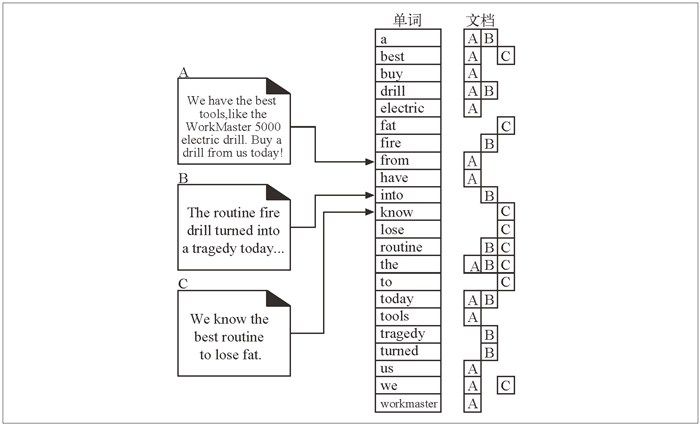 单词 文档
A
We have the best
tools,like the
WorkMaster 5000
electric drill. Buy a
drill from us today!
B
The routine fire
drill turned into
a tragedy today...
C
We know the
best routine
to lose fat.
a A B
best A C
buy A
drill A B
electric A
fat C
fire B
from A
have A
into B
know C
lose C
routine B C
the A B C
to C
today A B
tools A
tragedy B
turned B
us A
we A C
workmaster A